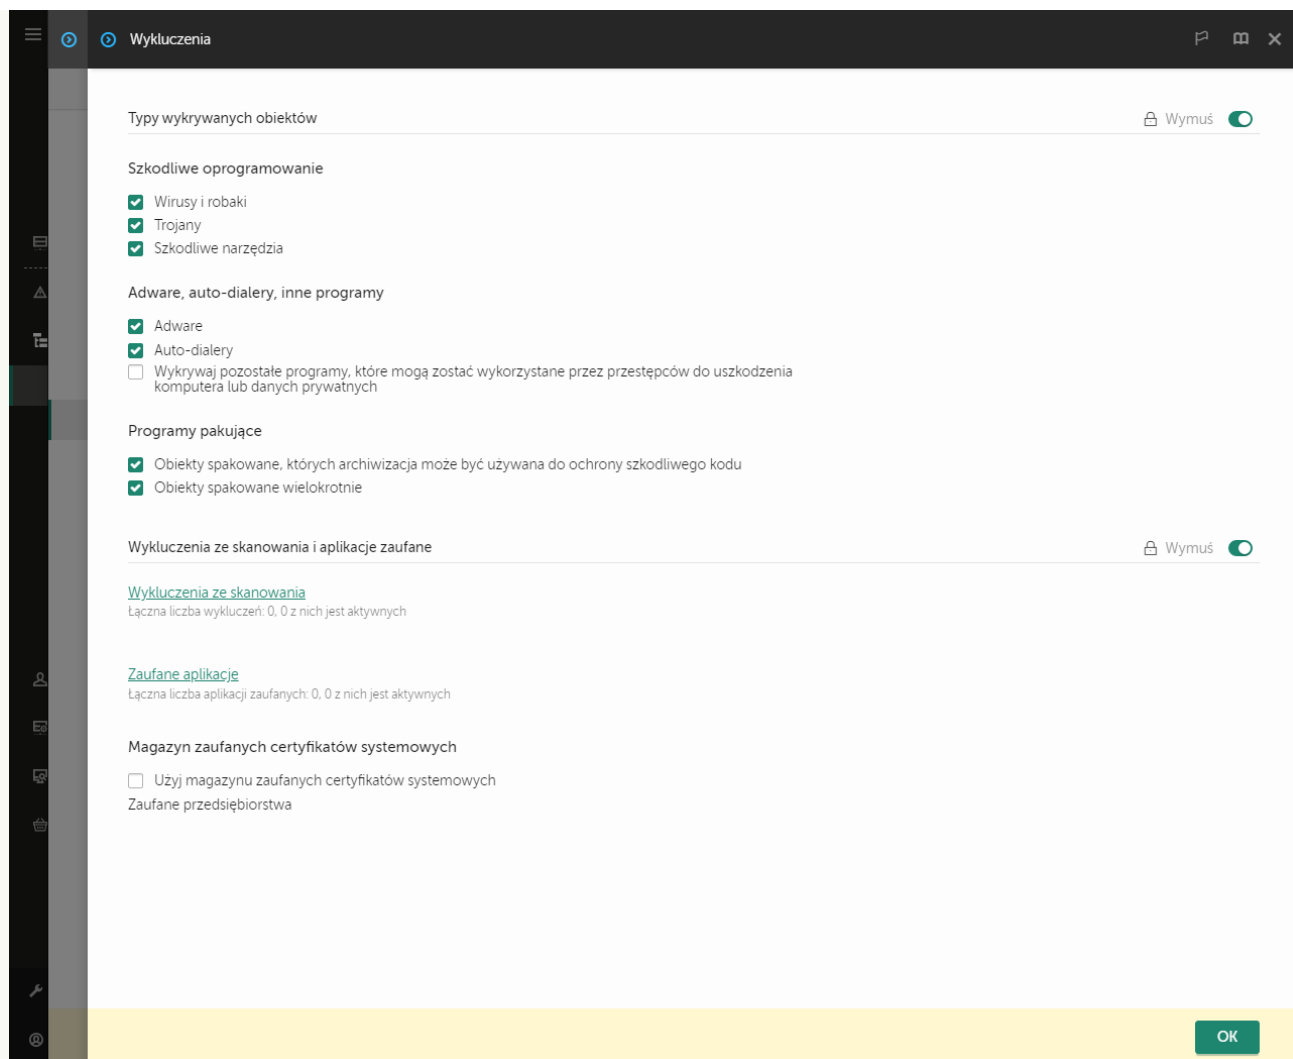 Wykluczenia
Typy wykrywanych obiektów
Wymuś
Szkodliwe oprogramowanie
Wirusy i robaki
Trojany
Szkodliwe narzędzia
Adware, auto-dialery, inne programy
Adware
Auto-dialery
Wykrywaj pozostałe programy, które mogą zostać wykorzystane przez przestępców do uszkodzenia
komputera lub danych prywatnych
Programy pakujące
Obiekty spakowane, których archiwizacja może być używana do ochrony szkodliwego kodu
Obiekty spakowane wielokrotnie
Wykluczenia ze skanowania i aplikacje zaufane
Wymuś
Wykluczenia ze skanowania
Łączna liczba wykluczeń: 0, 0 z nich jest aktywnych
Zaufane aplikacje
Łączna liczba aplikacji zaufanych: 0, 0 z nich jest aktywnych
Magazyn zaufanych certyfikatów systemowych
Użyj magazynu zaufanych certyfikatów systemowych
Zaufane przedsiębiorstwa
OK